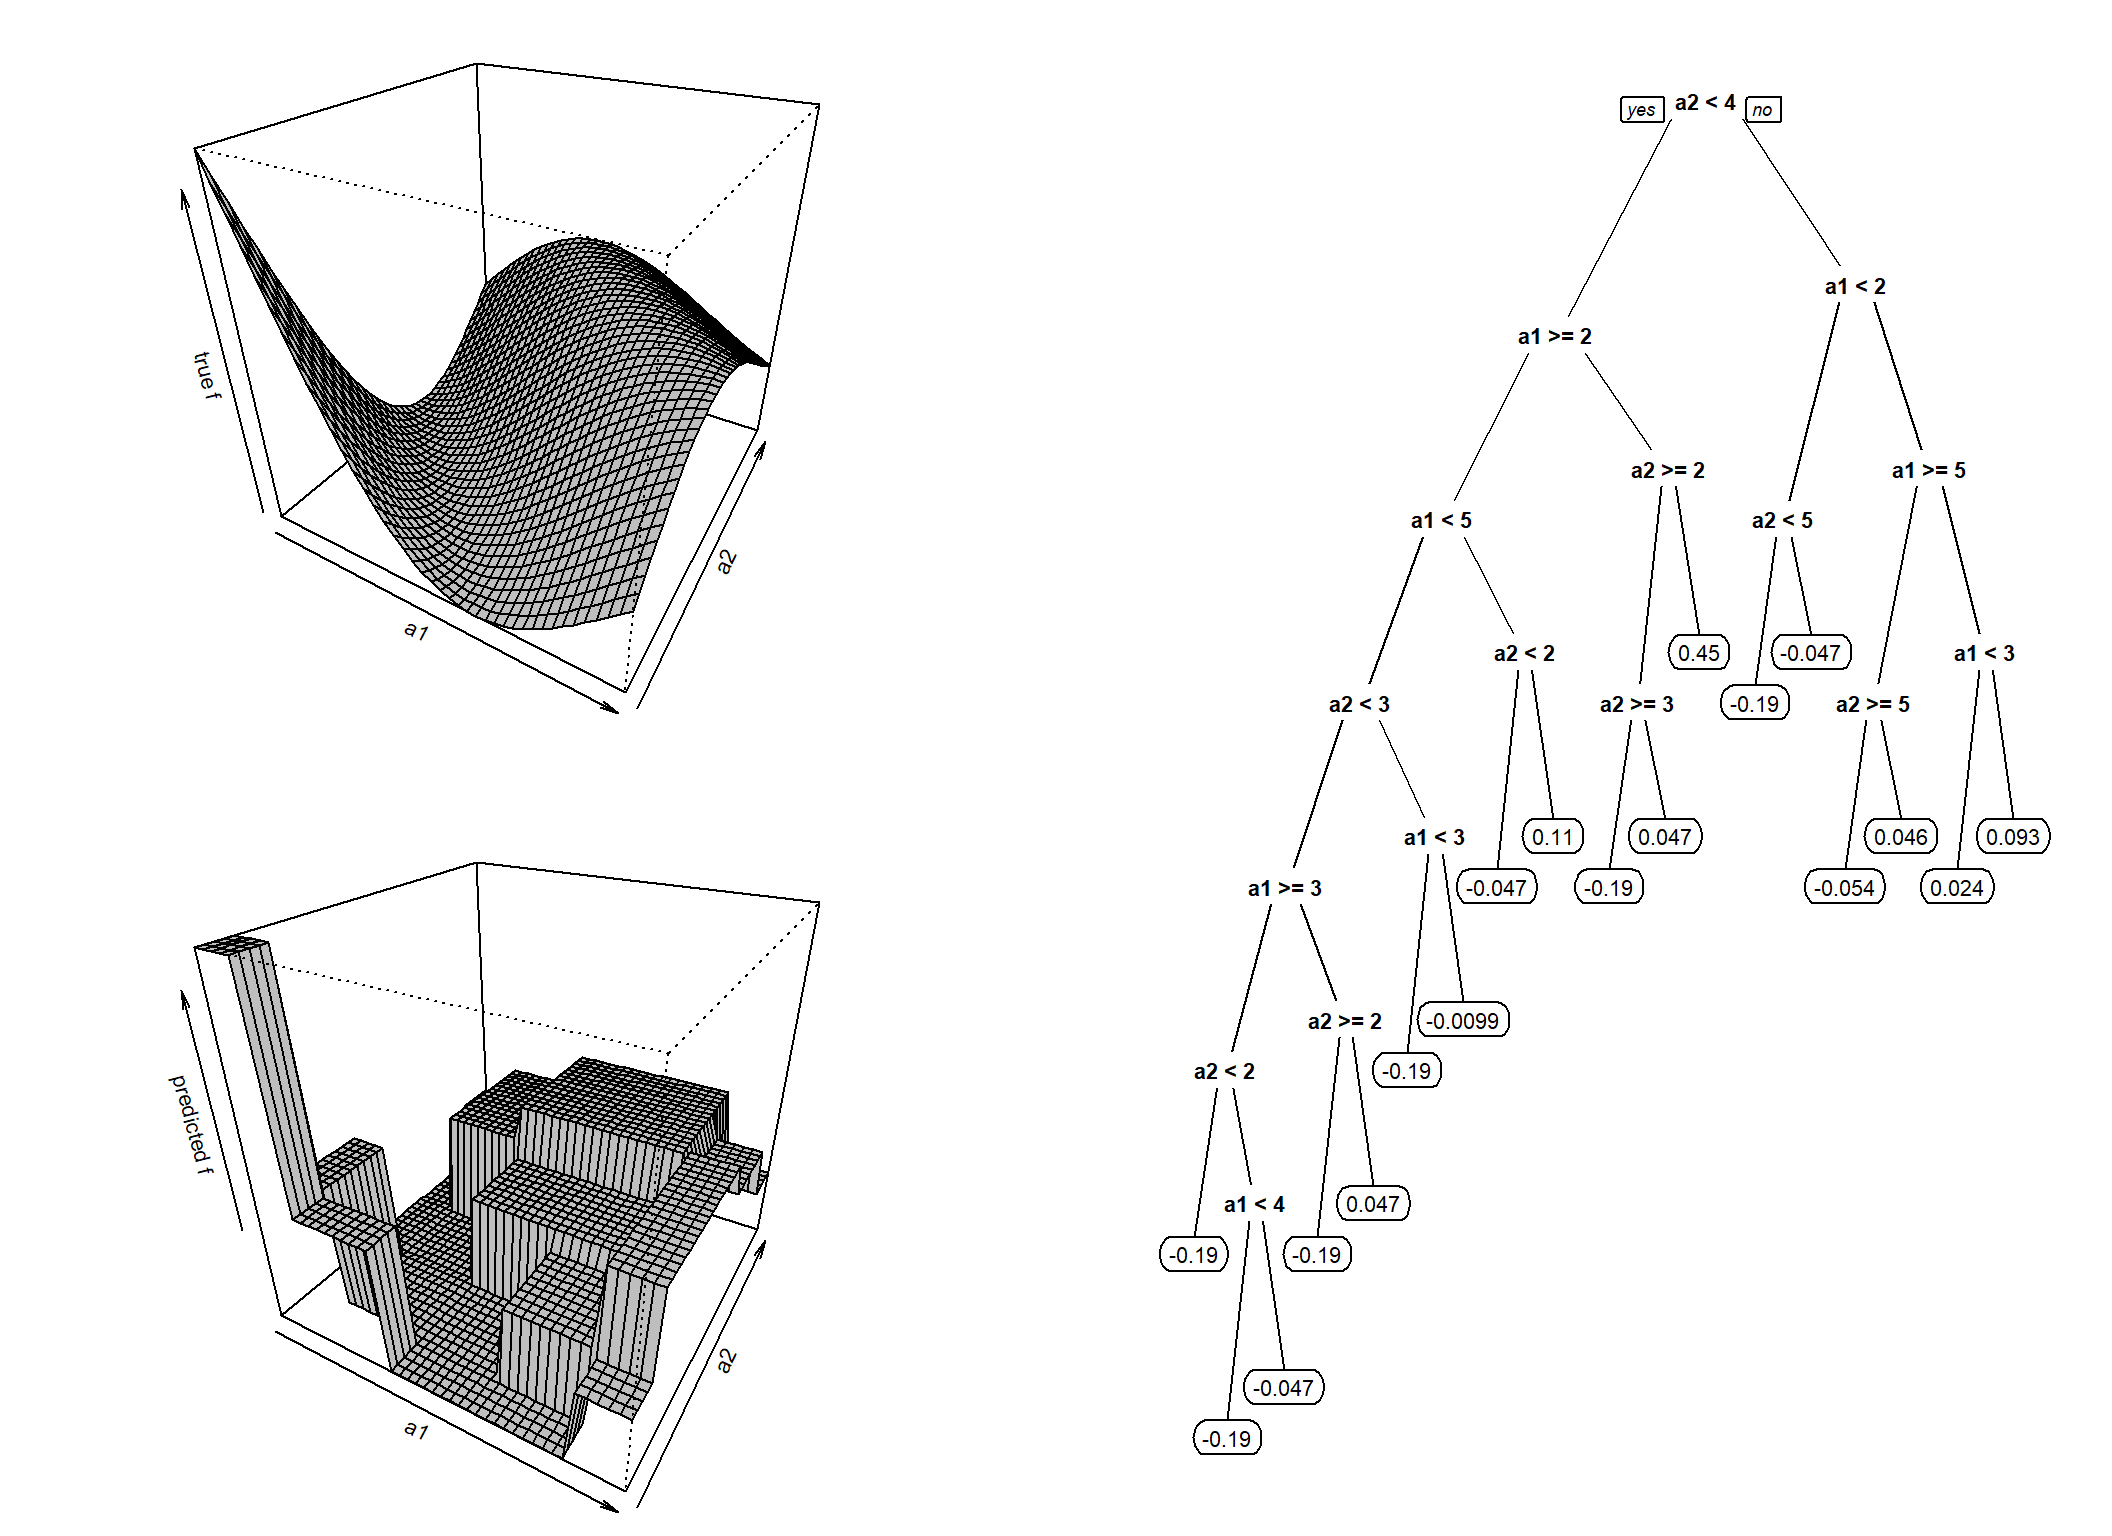 true f
a1
a2
predicted f
a1
a2
yes
a2 < 4
no
a1 < 2
a1 >= 2
a2 >= 2
a1 >= 5
a1 < 5
a2 < 5
0.45
-0.047
a2 < 2
a1 < 3
-0.19
a2 < 3
a2 >= 3
a2 >= 5
a1 < 3
0.11
0.047
0.046
0.093
a1 >= 3
-0.047
-0.19
-0.054
0.024
a2 >= 2
-0.0099
a2 < 2
-0.19
a1 < 4
0.047
-0.19
-0.19
-0.047
-0.19